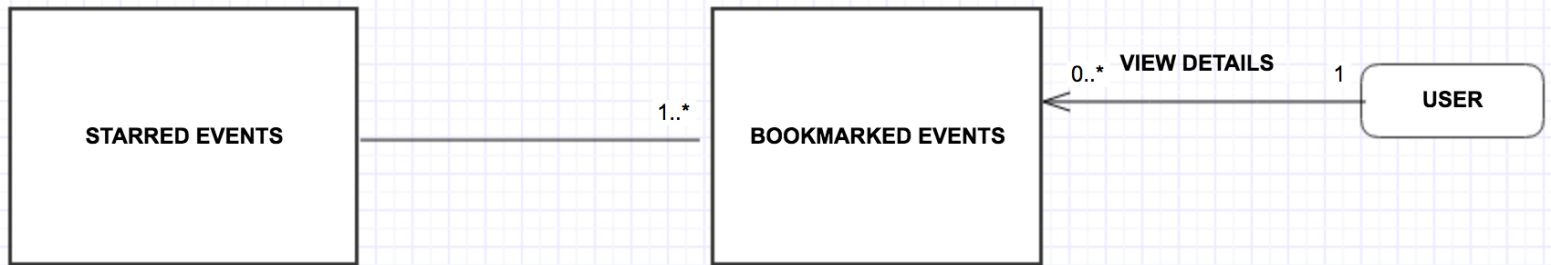 STARRED EVENTS
1..*
BOOKMARKED EVENTS
0..*
VIEW DETAILS
1
USER